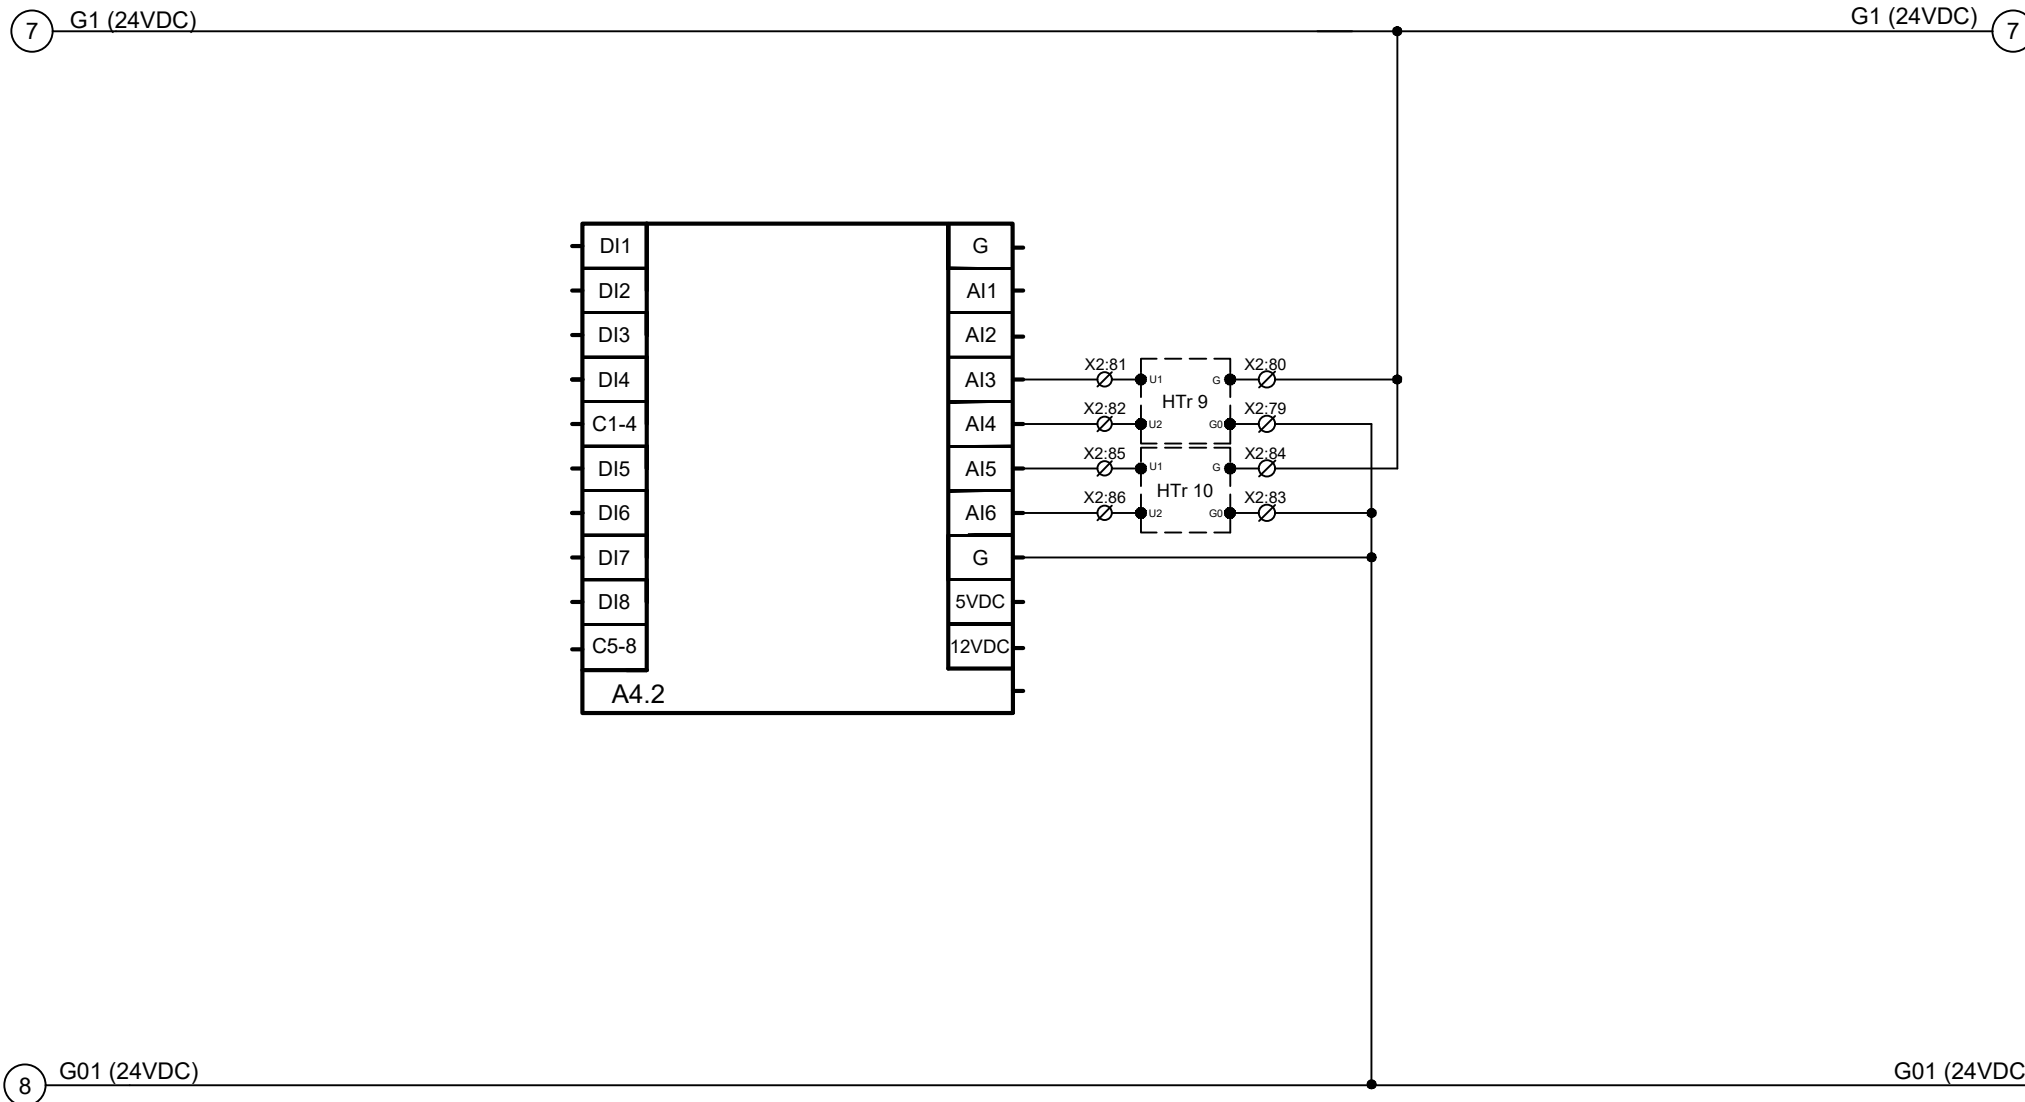 G1 (24VDC)
G1 (24VDC)
7
7
DI1
G
DI2
AI1
DI3
AI2
X2:81
X2:80
DI4
AI3
U1
G
HTr 9
X2:82
X2:79
C1-4
AI4
U2
G0
X2:85
X2:84
DI5
AI5
U1
G
HTr 10
X2:86
X2:83
DI6
AI6
U2
G0
DI7
G
DI8
5VDC
C5-8
12VDC
A4.2
G01 (24VDC)
G01 (24VDC
8